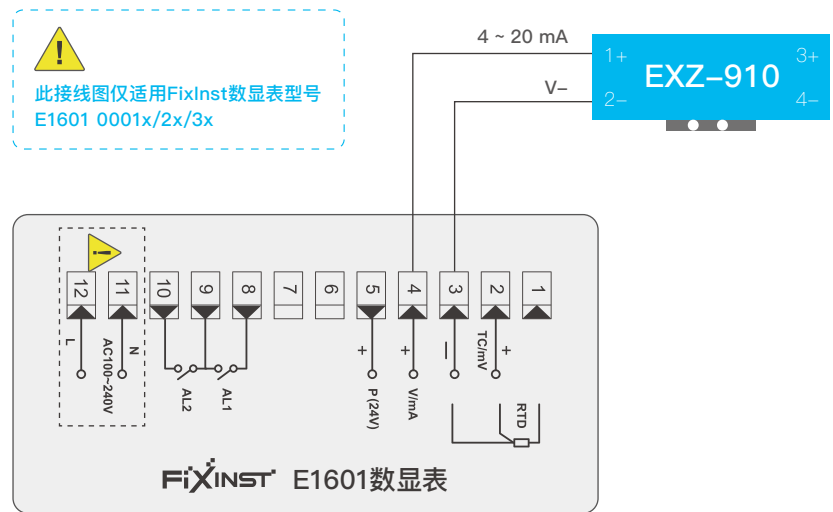 4 ~ 20 mA
V−
1+
2−
EXZ−910
3+
4−
!
此接线图仅适用FixInst数显表型号
E1601 0001x/2x/3x
!
12
11
10
9
8
7
6
5
4
3
2
1
L
N
AC100~240V
AL2
AL1
+
P(24V)
+
V/mA
—
TC/mV
+
RTD
FiXINST E1601数显表